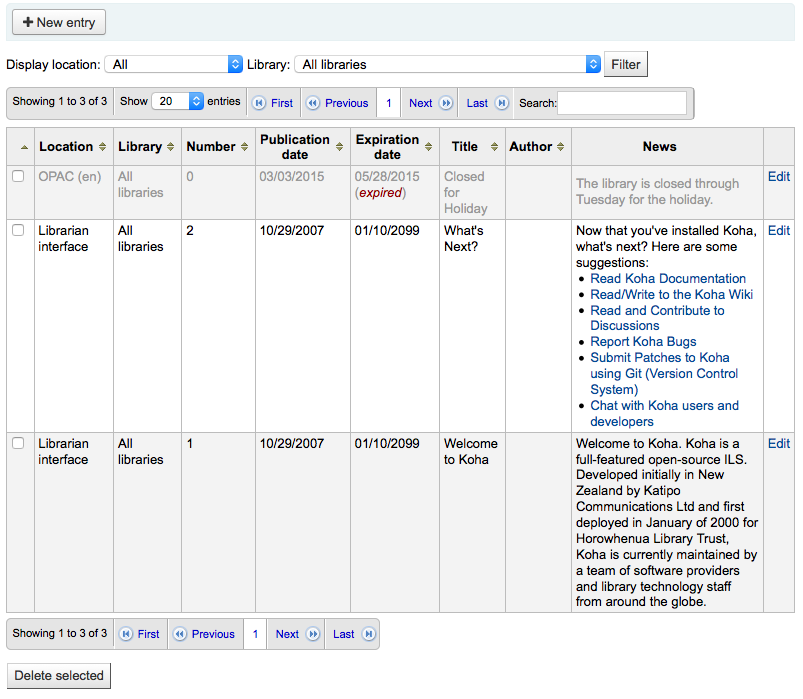 New entry
Display location: All Library: All libraries Filter
Showing 1 to 3 of 3 Show 20 entries First Previous 1 Next Last Search:
Location Library Number Publication date Expiration date Title Author News
OPAC (en)
All
libraries
0
03/03/2015
05/28/2015
(expired)
Closed
for
Holiday
The library is closed through
Tuesday for the holiday.
Edit
Librarian
interface
All
libraries
2
10/29/2007
01/10/2099
What's
Next?
Now that you've installed Koha,
what's next? Here are some
suggestions:
Read Koha Documentation
Read/Write to the Koha Wiki
Read and Contribute to
Discussions
Report Koha Bugs
Submit Patches to Koha
using Git (Version Control
System)
Chat with Koha users and
developers
Edit
Librarian
interface
All
libraries
1
10/29/2007
01/10/2099
Welcome
to Koha
Welcome to Koha. Koha is a
full-featured open-source ILS.
Developed initially in New
Zealand by Katipo
Communications Ltd and first
deployed in January of 2000 for
Horowhenua Library Trust,
Koha is currently maintained by
a team of software providers
and library technology staff
from around the globe.
Edit
Showing 1 to 3 of 3 First Previous 1 Next Last
Delete selected